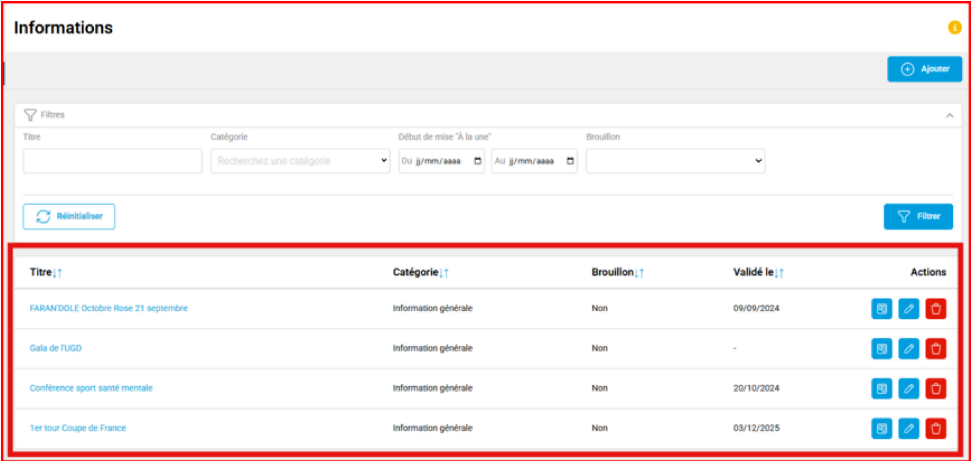 Informations
Ajouter
Filtres
Titre Catégorie Début de mise "À la une" Brouillon
Recherchez une catégorie Du jj/mm/aaaa Au jj/mm/aaaa
Réinitialiser Filtrer
Titre Catégorie Brouillon Validé le Actions
FARAN'DOLE Octobre Rose 21 septembre Information générale Non 09/09/2024
Gala de l'UGD Information générale Non -
Conférence sport santé mentale Information générale Non 20/10/2024
1er tour Coupe de France Information générale Non 03/12/2025